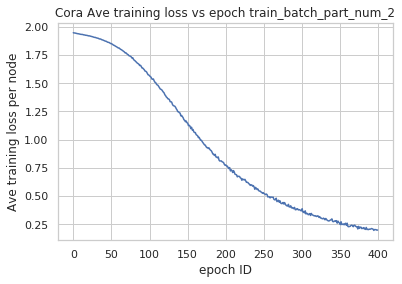 Cora Ave training loss vs epoch train_batch_part_num_2
Ave training loss per node
2.00
1.75
1.50
1.25
1.00
0.75
0.50
0.25
0 50 100 150 200 250 300 350 400
epoch ID